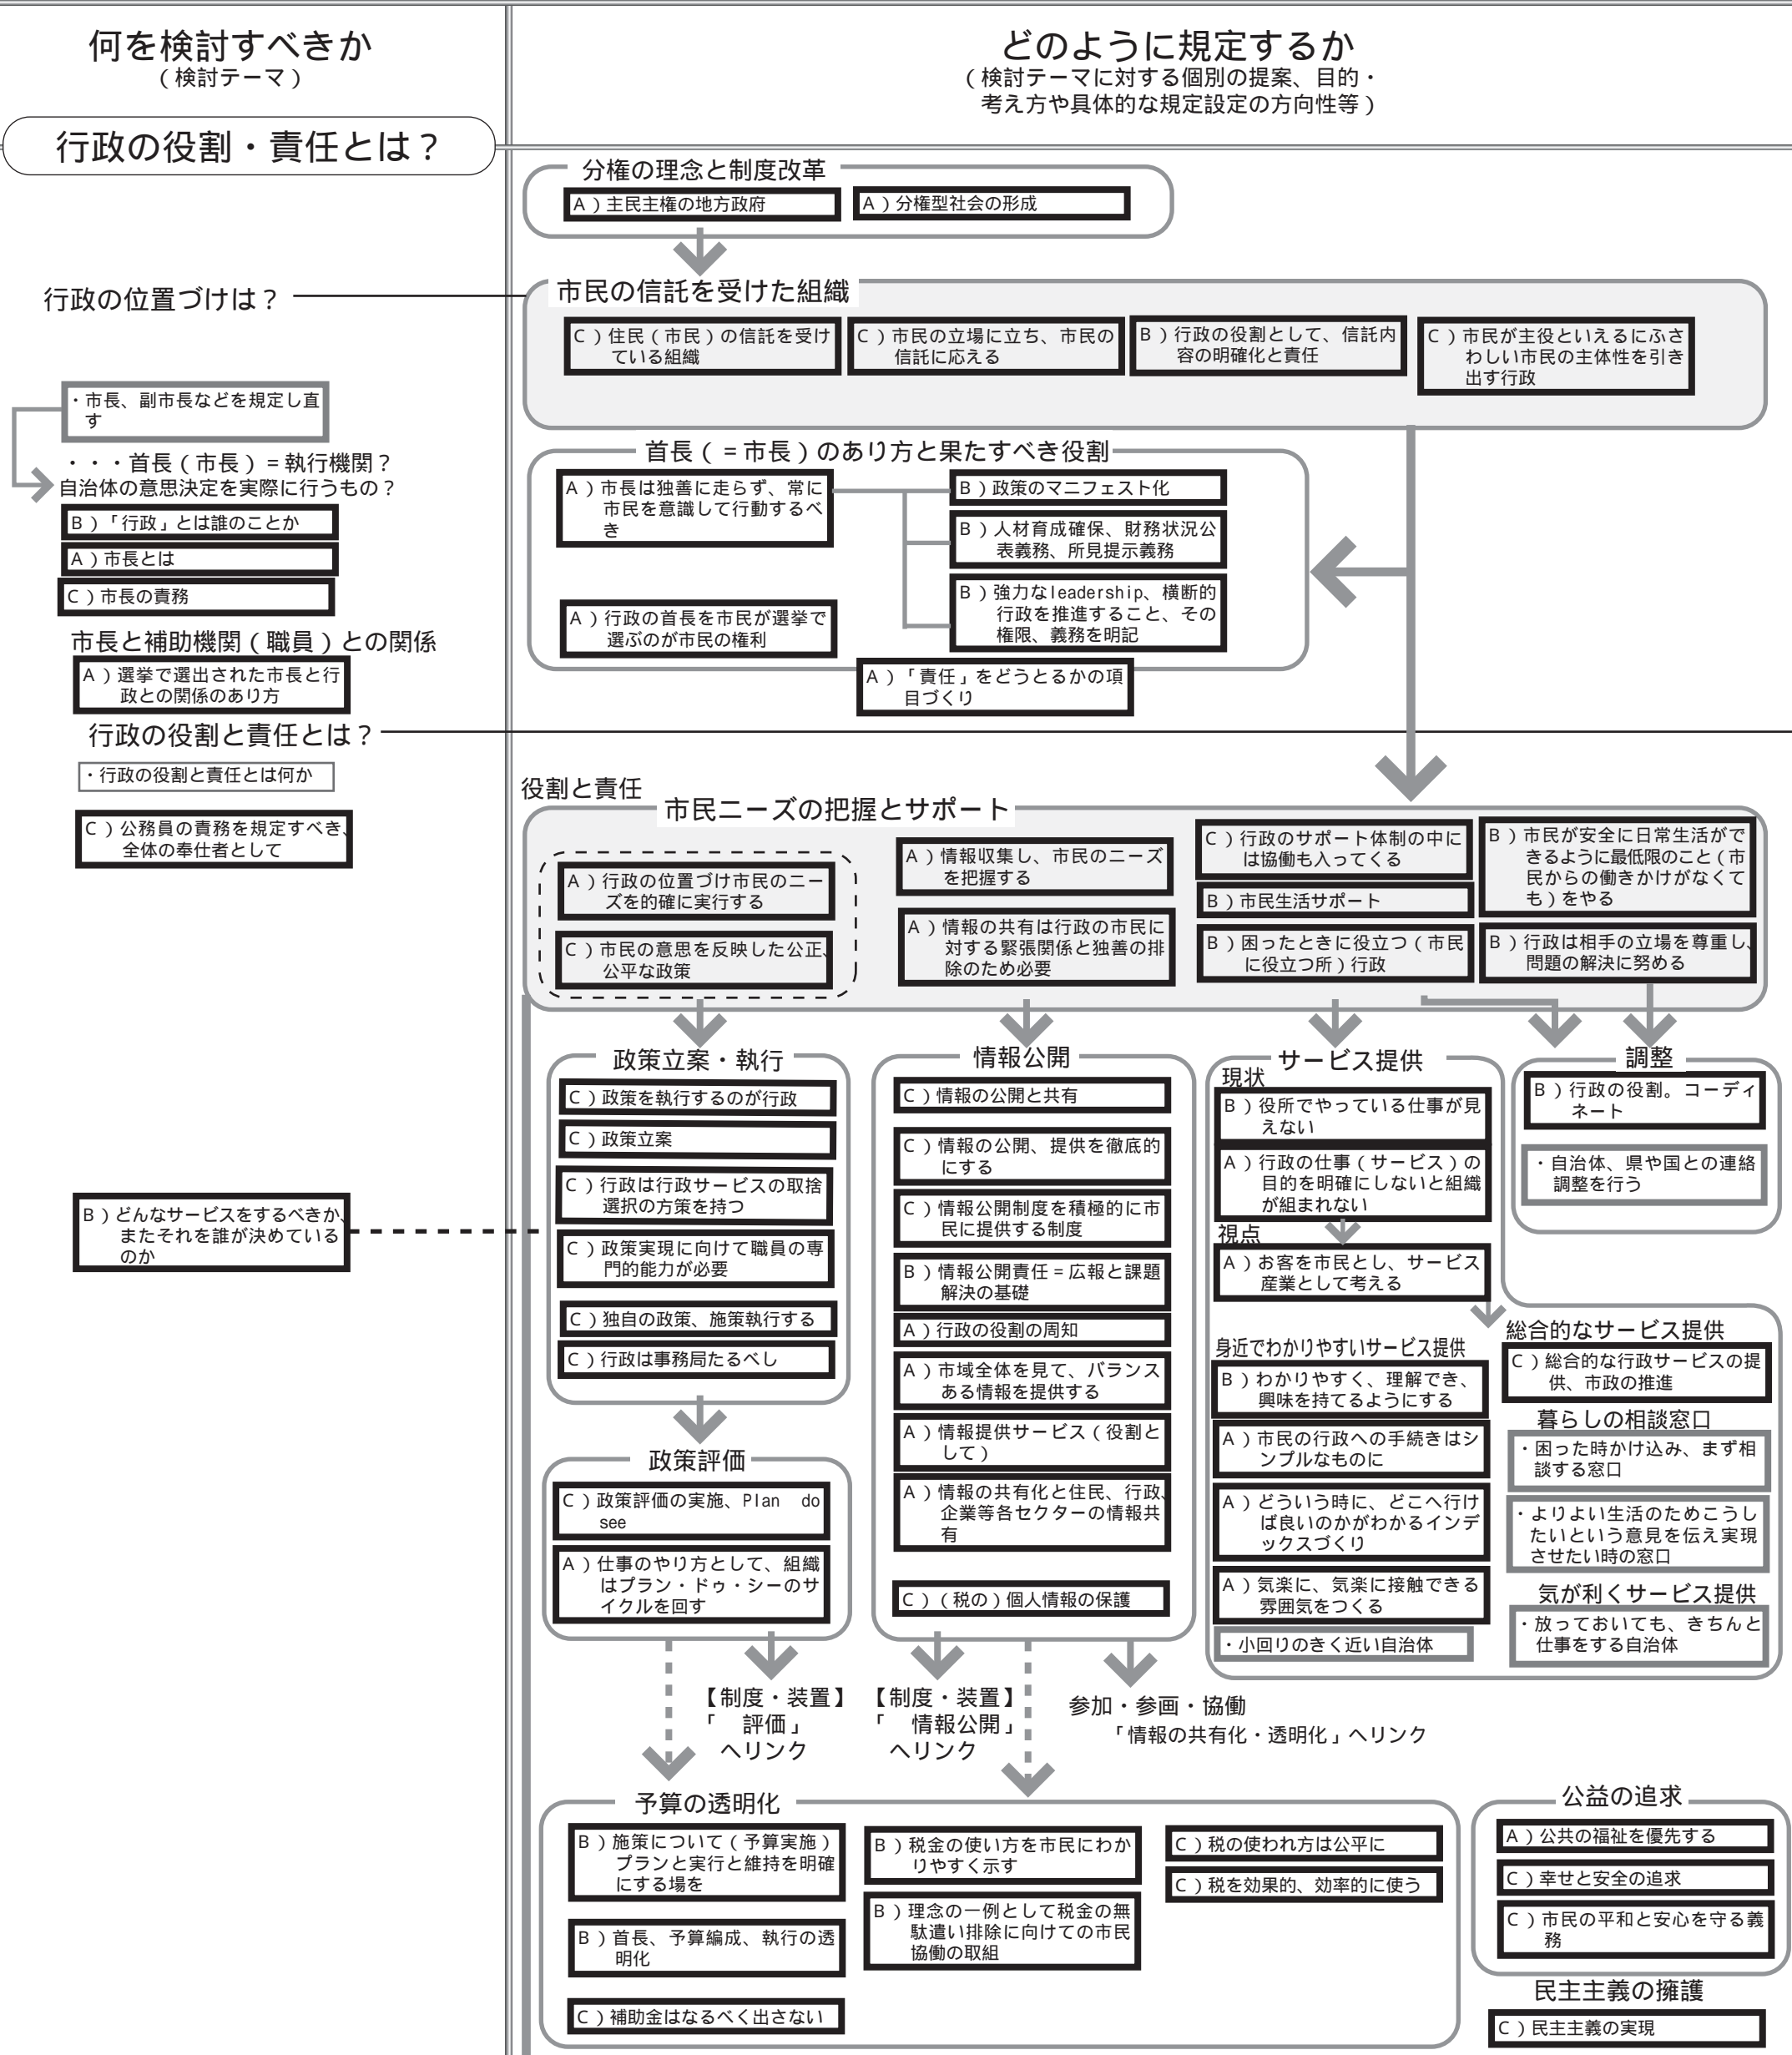 何を検討すべきか
(検討テーマ)
どのように規定するか
(検討テーマに対する個別の提案、目的・
考え方や具体的な規定設定の方向性等)
行政の役割・責任とは?
分権の理念と制度改革
A)主民主権の地方政府
A)分権型社会の形成
行政の位置づけは?
市民の信託を受けた組織
C)住民(市民)の信託を受け
ている組織
C)市民の立場に立ち、市民の
信託に応える
B)行政の役割として、信託内
容の明確化と責任
C)市民が主役といえるにふさ
わしい市民の主体性を引き
出す行政
・市長、副市長などを規定し直
す
・・・首長(市長)=執行機関?
自治体の意思決定を実際に行うもの?
B)「行政」とは誰のことか
A)市長とは
C)市長の責務
市長と補助機関(職員)との関係
A)選挙で選出された市長と行
政との関係のあり方
首長(=市長)のあり方と果たすべき役割
A)市長は独善に走らず、常に
市民を意識して行動するべ
き
A)行政の首長を市民が選挙で
選ぶのが市民の権利
B)政策のマニフェスト化
B)人材育成確保、財務状況公
表義務、所見提示義務
B)強力なleadership、横断的
行政を推進すること、その
権限、義務を明記
A)「責任」をどうとるかの項
目づくり
行政の役割と責任とは?
・行政の役割と責任とは何か
C)公務員の責務を規定すべき、
全体の奉仕者として
役割と責任
市民ニーズの把握とサポート
A)行政の位置づけ市民のニー
ズを的確に実行する
C)市民の意思を反映した公正、
公平な政策
A)情報収集し、市民のニーズ
を把握する
A)情報の共有は行政の市民に
対する緊張関係と独善の排
除のため必要
C)行政のサポート体制の中に
は協働も入ってくる
B)市民生活サポート
B)困ったときに役立つ(市民
に役立つ所)行政
B)市民が安全に日常生活がで
きるように最低限のこと(市
民からの働きかけがなくて
も)をやる
B)行政は相手の立場を尊重し、
問題の解決に努める
B)どんなサービスをするべきか、
またそれを誰が決めている
のか
政策立案・執行
C)政策を執行するのが行政
C)政策立案
C)行政は行政サービスの取捨
選択の方策を持つ
C)政策実現に向けて職員の専
門的能力が必要
C)独自の政策、施策執行する
C)行政は事務局たるべし
政策評価
C)政策評価の実施、Plan do
see
A)仕事のやり方として、組織
はプラン・ドゥ・シーのサ
イクルを回す
情報公開
C)情報の公開と共有
C)情報の公開、提供を徹底的
にする
C)情報公開制度を積極的に市
民に提供する制度
B)情報公開責任=広報と課題
解決の基礎
A)行政の役割の周知
A)市域全体を見て、バランス
ある情報を提供する
A)情報提供サービス(役割と
して)
A)情報の共有化と住民、行政、
企業等各セクターの情報共
有
C)(税の)個人情報の保護
サービス提供
現状
B)役所でやっている仕事が見
えない
A)行政の仕事(サービス)の
目的を明確にしないと組織
が組まれない
視点
A)お客を市民とし、サービス
産業として考える
身近でわかりやすいサービス提供
B)わかりやすく、理解でき、
興味を持てるようにする
A)市民の行政への手続きはシ
ンプルなものに
A)どういう時に、どこへ行け
ば良いのかがわかるインデ
ックスづくり
A)気楽に、気楽に接触できる
雰囲気をつくる
・小回りのきく近い自治体
調整
B)行政の役割。コーディ
ネート
・自治体、県や国との連絡
調整を行う
総合的なサービス提供
C)総合的な行政サービスの提
供、市政の推進
暮らしの相談窓口
・困った時かけ込み、まず相
談する窓口
・よりよい生活のためこうし
たいという意見を伝え実現
させたい時の窓口
気が利くサービス提供
・放っておいても、きちんと
仕事をする自治体
【制度・装置】
「 評価」
へリンク
【制度・装置】
「 情報公開」
へリンク
参加・参画・協働
「情報の共有化・透明化」へリンク
予算の透明化
B)施策について(予算実施)
プランと実行と維持を明確
にする場を
B)首長、予算編成、執行の透
明化
C)補助金はなるべく出さない
B)税金の使い方を市民にわか
りやすく示す
B)理念の一例として税金の無
駄遣い排除に向けての市民
協働の取組
C)税の使われ方は公平に
C)税を効果的、効率的に使う
公益の追求
A)公共の福祉を優先する
C)幸せと安全の追求
C)市民の平和と安心を守る義
務
民主主義の擁護
C)民主主義の実現